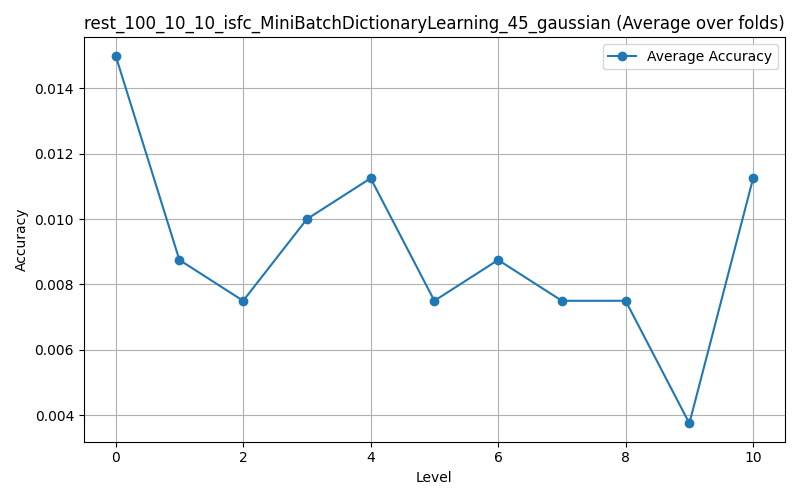 rest_100_10_10_isfc_MiniBatchDictionaryLearning_45_gaussian (Average over folds)
Average Accuracy
0.014
0.012
0.010
0.008
0.006
0.004
Accuracy
0 2 4 6 8 10
Level